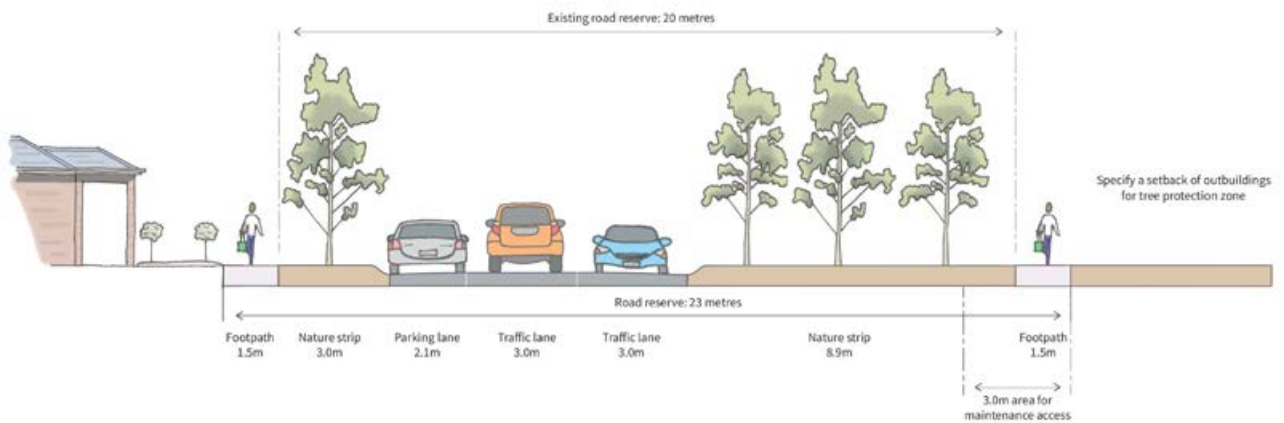 Existing road reserve: 20 metres
Specify a setback of outbuildings
for tree protection zone
Road reserve: 23 metres
Footpath
1.5m
Nature strip
3.0m
Parking lane
2.1m
Traffic lane
3.0m
Traffic lane
3.0m
Nature strip
8.9m
Footpath
1.5m
3.0m area for
maintenance access